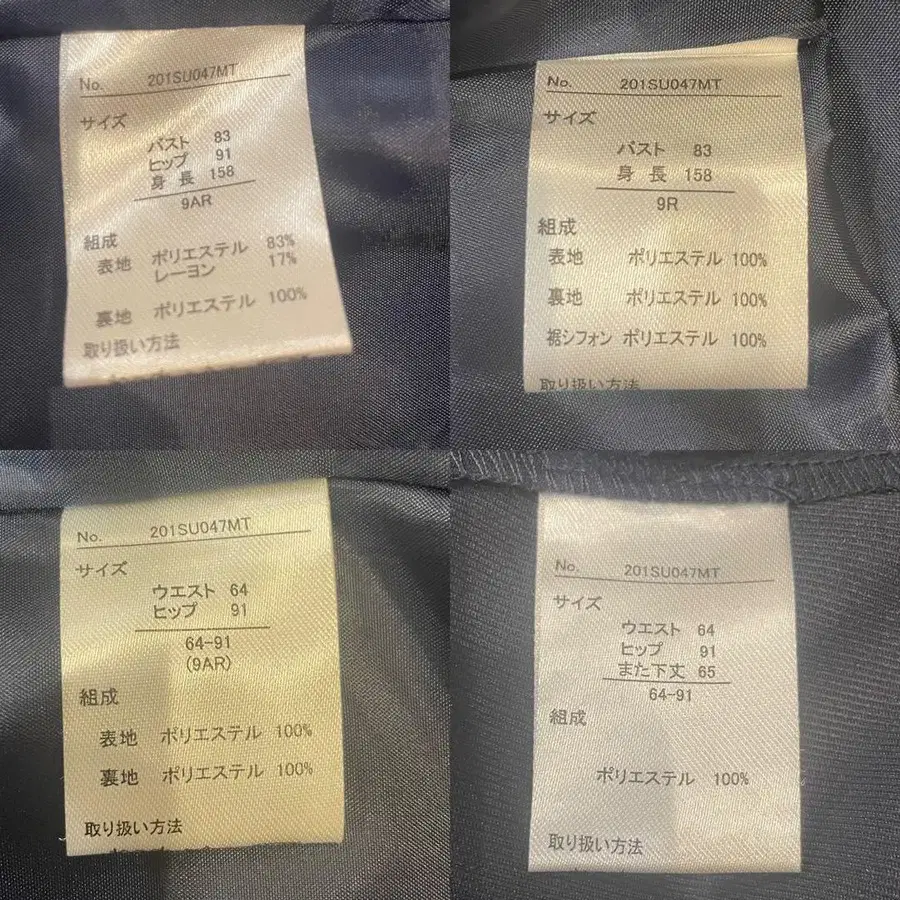 No. 201SU047MT
サイズ
バスト 83
ヒップ 91
身長 158
9AR
組成
表地 ポリエステル 83%
レーヨン 17%
裏地 ポリエステル 100%
取り扱い方法
No. 201SU047MT
サイズ
バスト 83
身長 158
9R
組成
表地 ポリエステル 100%
裏地 ポリエステル 100%
裾シフォン ポリエステル 100%
取り扱い方法
No. 201SU047MT
サイズ
ウエスト 64
ヒップ 91
64-91
(9AR)
組成
表地 ポリエステル 100%
裏地 ポリエステル 100%
取り扱い方法
No. 201SU047MT
サイズ
ウエスト 64
ヒップ 91
また下丈 65
64-91
組成
ポリエステル 100%
取り扱い方法